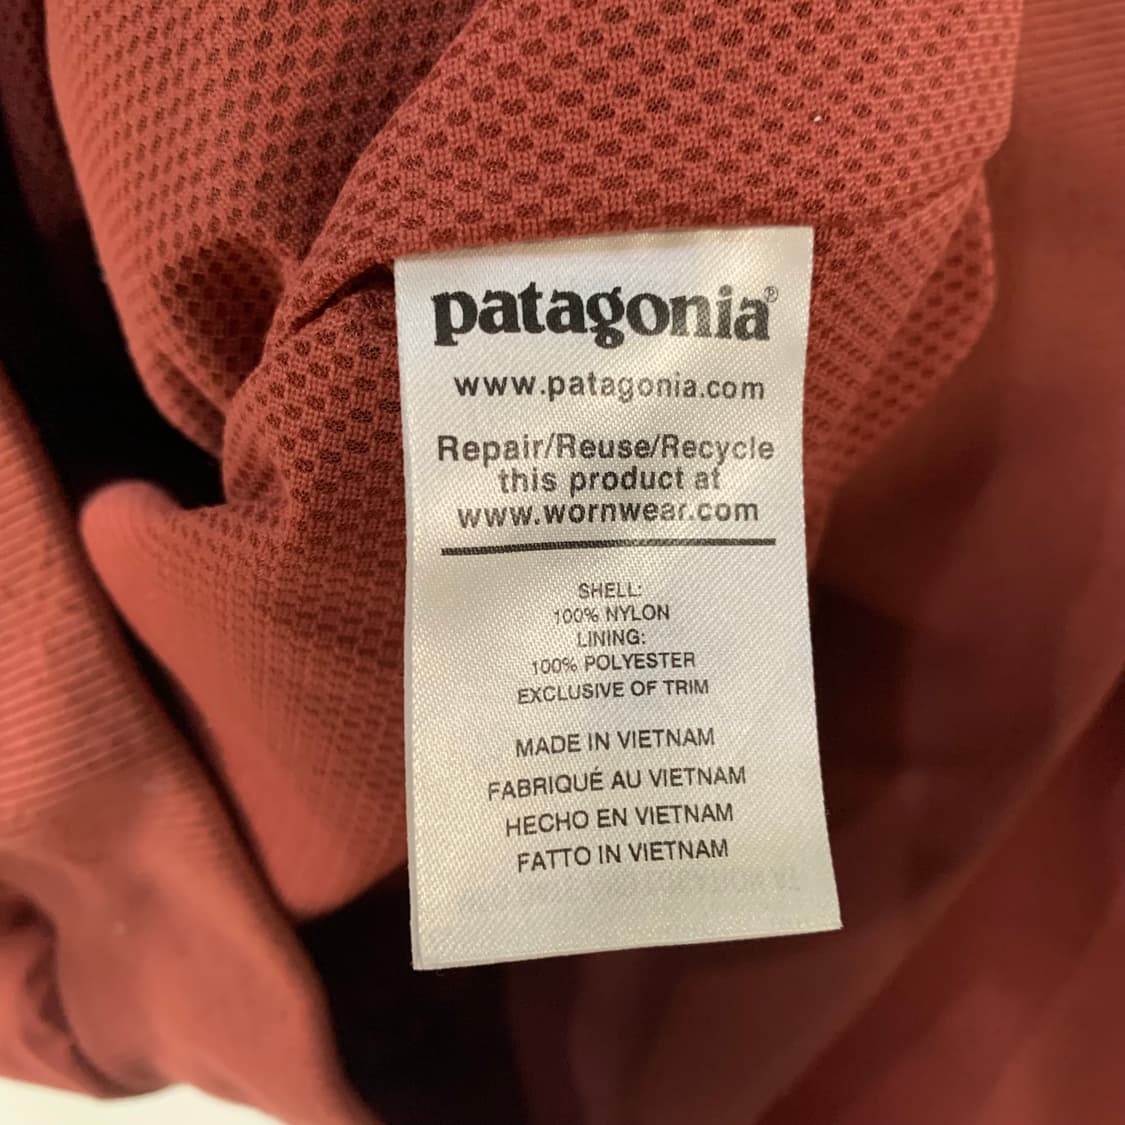 patagonia®
www.patagonia.com
Repair/Reuse/Recycle
this product at
www.wornwear.com
SHELL:
100% NYLON
LINING:
100% POLYESTER
EXCLUSIVE OF TRIM
MADE IN VIETNAM
FABRIQUÉ AU VIETNAM
HECHO EN VIETNAM
FATTO IN VIETNAM